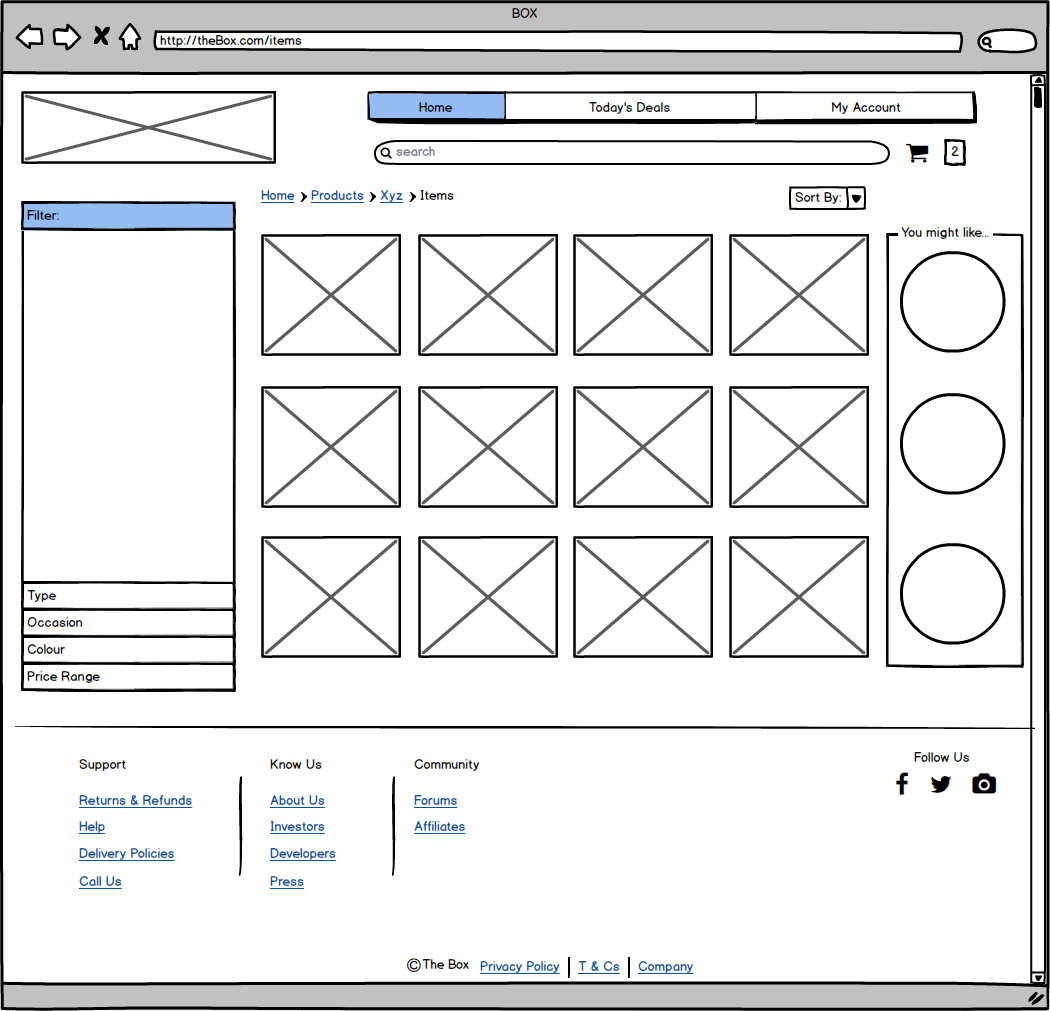 BOX
http://theBox.com/items
Home Today's Deals My Account
search 2
Home Products Xyz Items Sort By:
Filter:
You might like...
Type
Occasion
Colour
Price Range
Support
Returns & Refunds
Help
Delivery Policies
Call Us
Know Us
About Us
Investors
Developers
Press
Community
Forums
Affiliates
Follow Us
©The Box Privacy Policy T & Cs Company